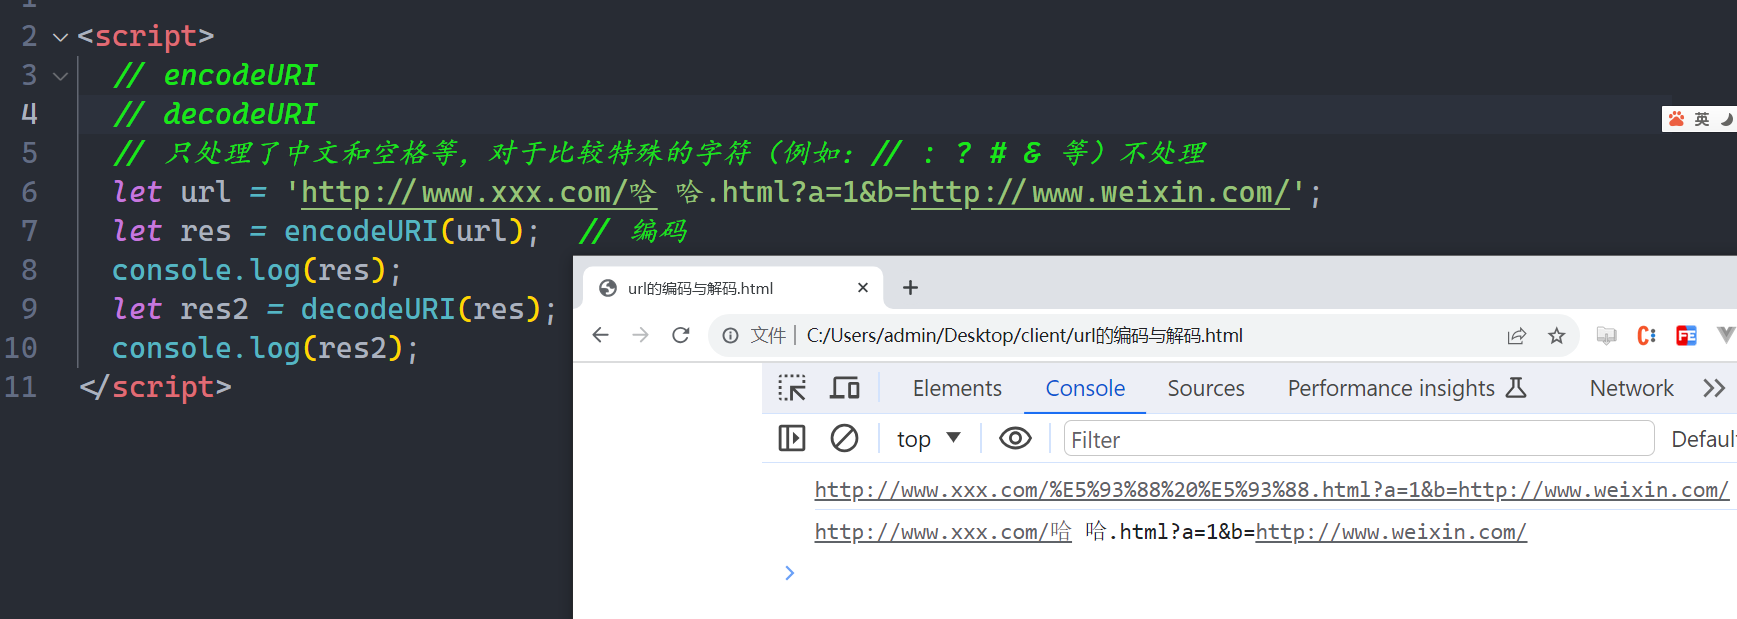 1
2 <script>
3 // encodeURI
4 // decodeURI
5 // 只处理了中文和空格等，对于比较特殊的字符（例如：// : ? # & 等）不处理
6 let url = 'http://www.xxx.com/哈 哈.html?a=1&b=http://www.weixin.com/';
7 let res = encodeURI(url); // 编码
8 console.log(res);
9 let res2 = decodeURI(res);
10 console.log(res2);
11 </script>
英
url的编码与解码.html
文件 C:/Users/admin/Desktop/client/url的编码与解码.html
Elements Console Sources Performance insights Network
top Filter Defaul
http://www.xxx.com/%E5%93%88%20%E5%93%88.html?a=1&b=http://www.weixin.com/
http://www.xxx.com/哈 哈.html?a=1&b=http://www.weixin.com/